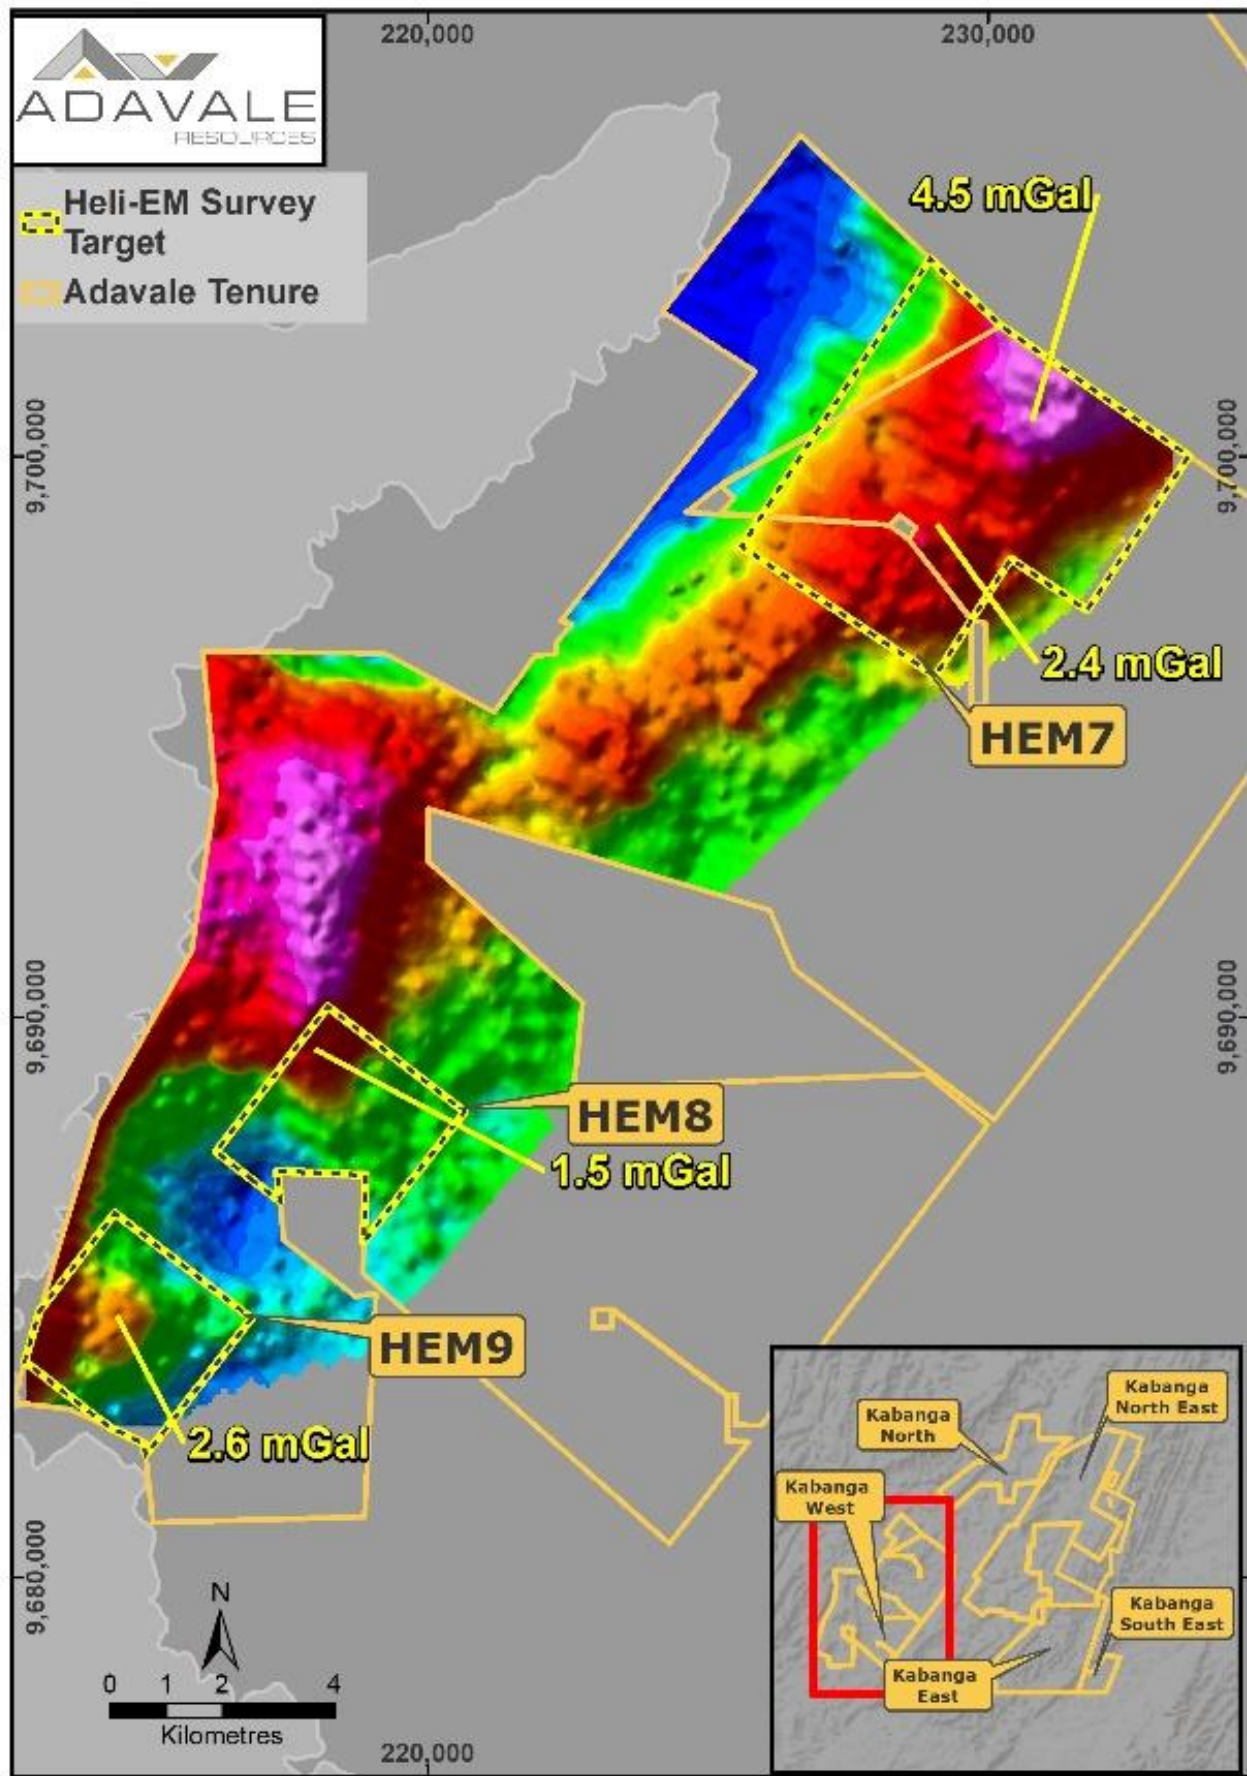 220,000
230,000
ADAVALE
RESOURCES
Heli-EM Survey
Target
Adavale Tenure
4.5 mGal
9,700,000
9,700,000
2.4 mGal
HEM7
9,690,000
9,690,000
HEM8
1.5 mGal
HEM9
2.6 mGal
Kabanga
North East
Kabanga
North
Kabanga
West
Kabanga
South East
Kabanga
East
9,680,000
N
0 1 2 4
Kilometres
220,000